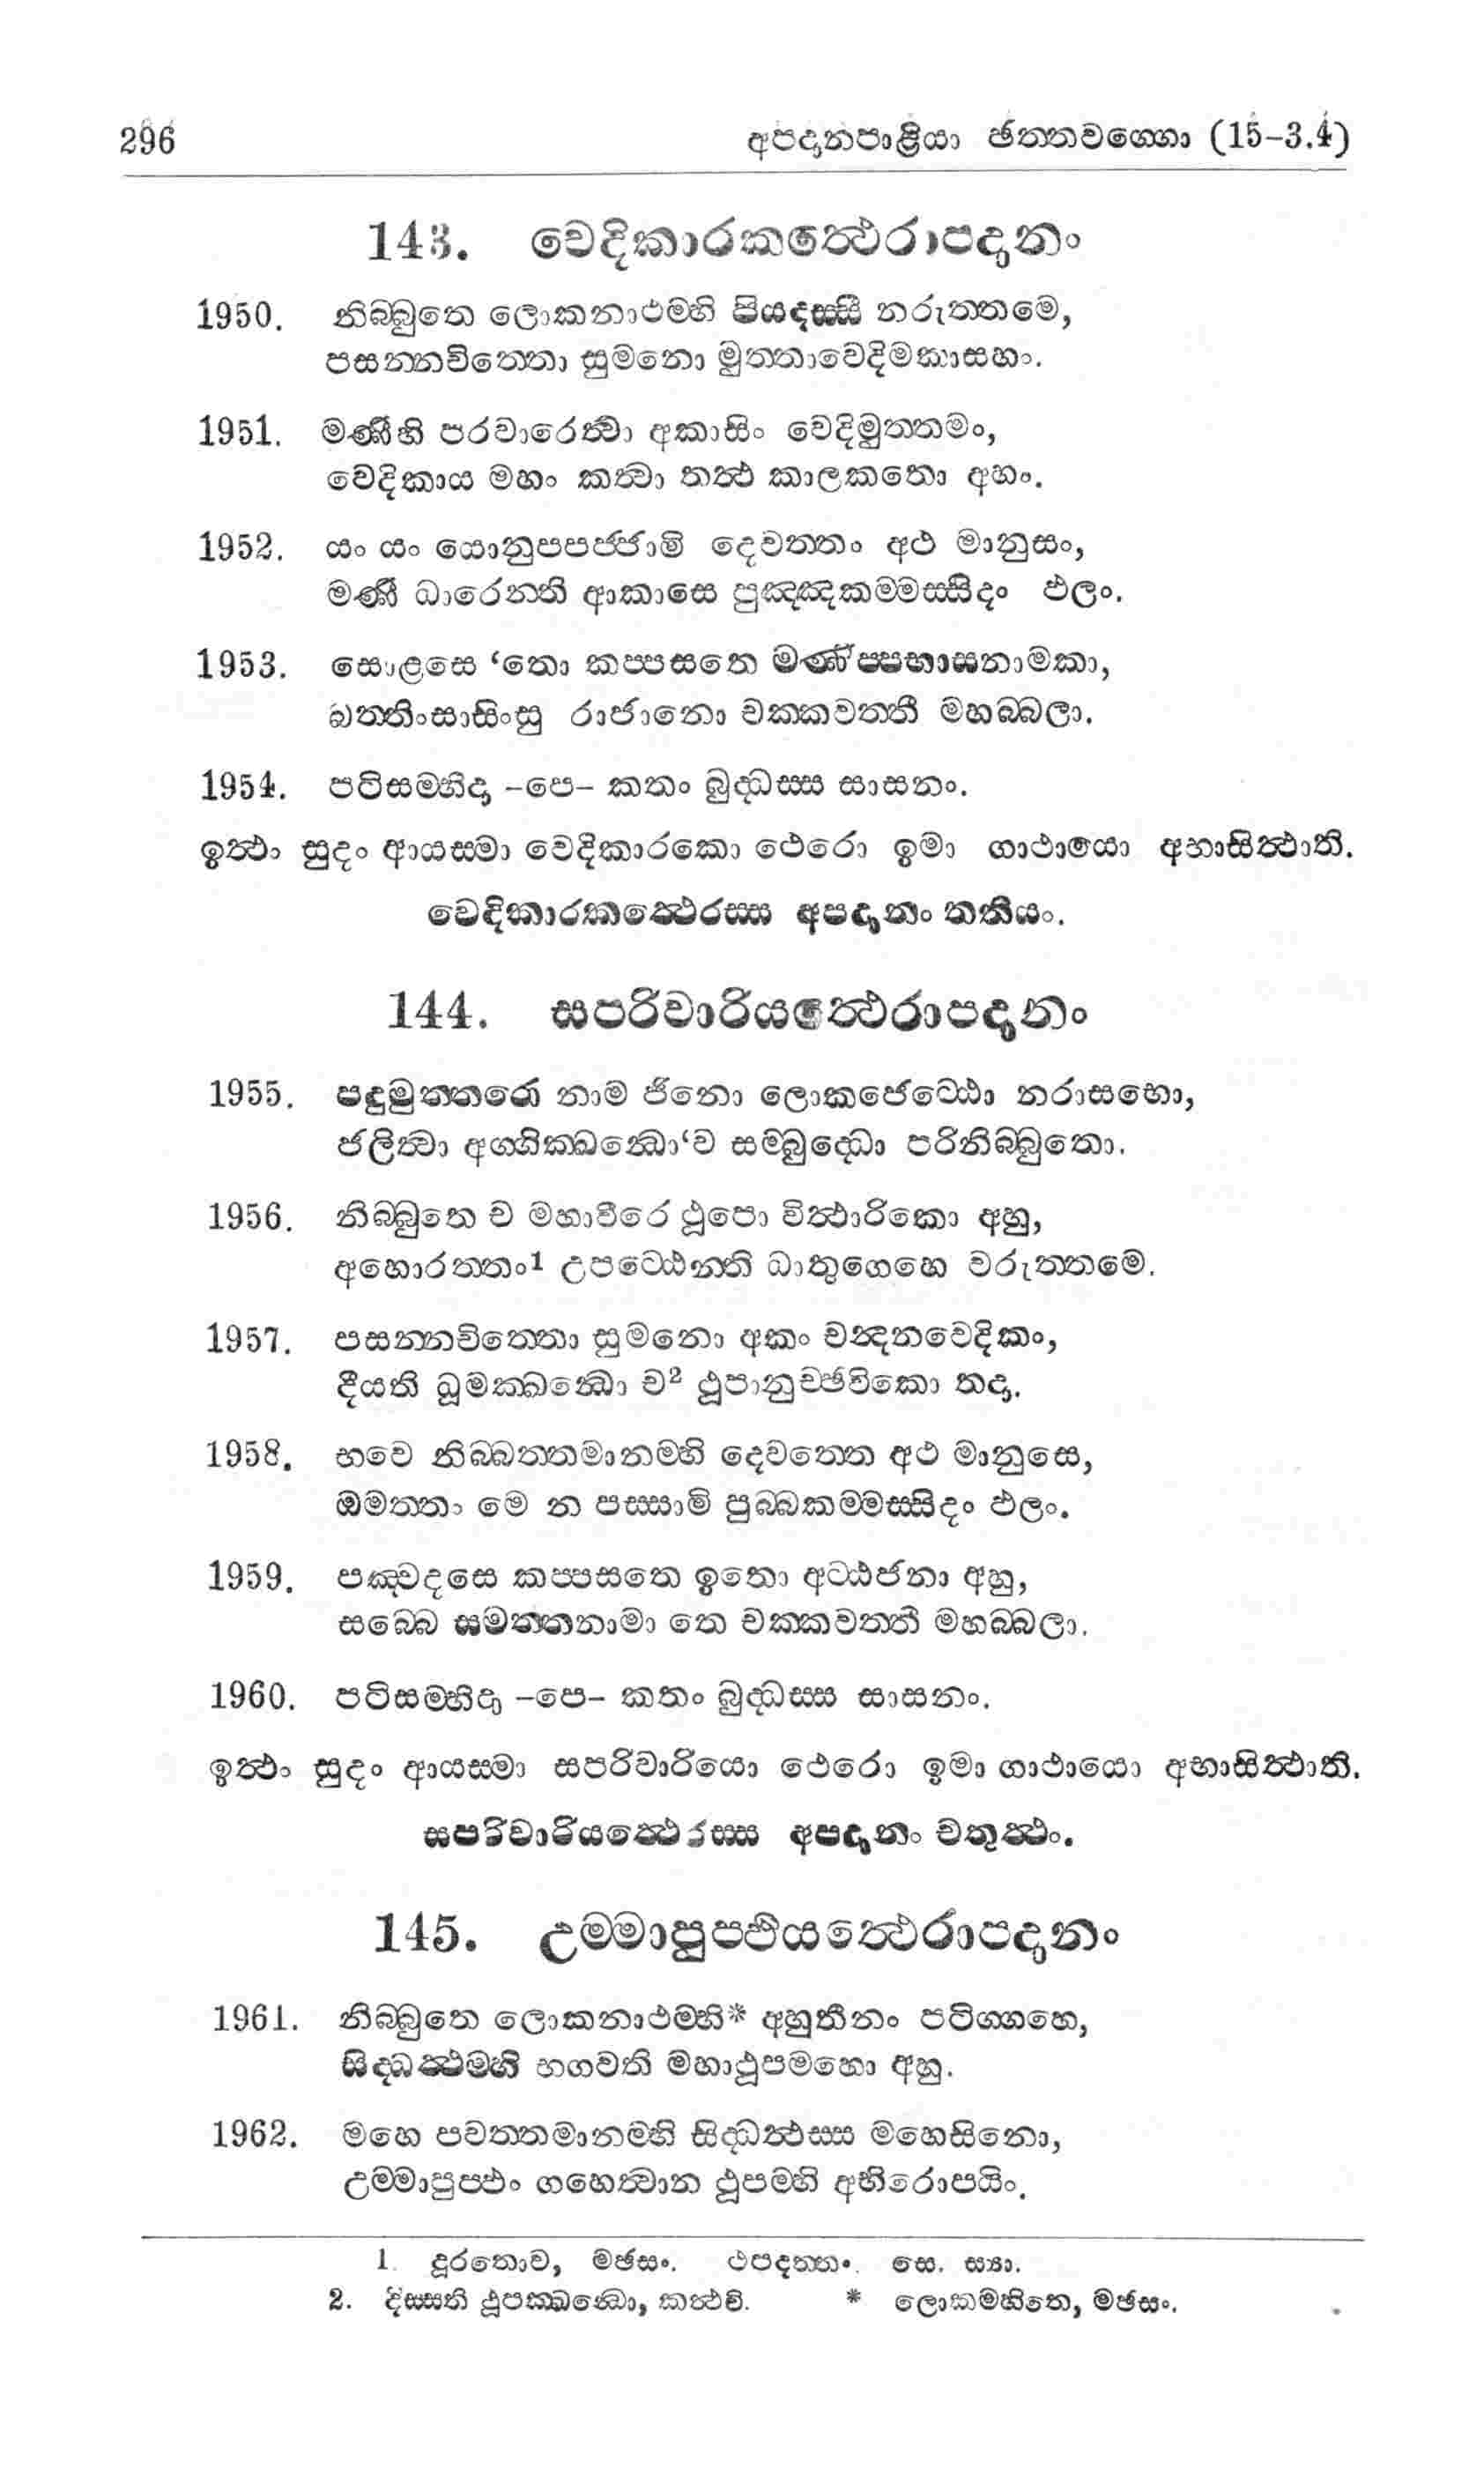 296 අපදානපාළියා ඡත්තවග්ගො (15–3.4)
143. වෙදිකාරකත්ථෙරාපදානං
1950. නිබ්බුතෙ ලොකනාථම්හි පියදස්සී නරුත්තමෙ,
පසන්නචිත්තො සුමනො මුත්තාවෙදිමකාසහං.
1951. මණීහි පරවාරෙත්වා අකාසිං වෙදිමුත්තමං,
වෙදිකාය මහං කත්වා තත්ථ කාලකතො අහං.
1952. යං යං යොනුපපජ්ජාමි දෙවත්තං අථ මානුසං,
මණී ධාරෙන්ති ආකාසෙ පුඤ්ඤකම්මස්සිදං ඵලං.
1953. සොළසෙ ‘තො කප්පසතෙ මණිප්පභාසනාමකා,
ඛත්තිංසාසිංසු රාජානො චක්කවත්තී මහබ්බලා.
1954. පටිසම්භිදා –පෙ– කතං බුද්ධස්ස සාසනං.
ඉත්ථං සුදං ආයස්මා වෙදිකාරකො ථෙරො ඉමා ගාථායො අභාසිත්ථාති.
වෙදිකාරකත්ථෙරස්ස අපදානං තතියං.
144. සපරිවාරියත්ථෙරාපදානං
1955. පදුමුත්තරො නාම ජිනො ලොකජෙට්ඨො නරාසභො,
ජලිත්වා අග්ගික්ඛන්ධො‘ව සම්බුද්ධො පරිනිබ්බුතො.
1956. නිබ්බුතෙ ච මහාවීරෙ ථූපො විත්ථාරිකො අහු,
අහොරත්තං1 උපට්ඨෙන්ති ධාතුගෙහෙ වරුත්තමෙ.
1957. පසන්නචිත්තො සුමනො අකං චන්දනවෙදිකං,
දීයති ධූමක්ඛන්ධො ච2 ථූපානුච්ඡවිකො තදා.
1958. භවෙ නිබ්බත්තමානම්හි දෙවත්තෙ අථ මානුසෙ,
ඔමත්තා මෙ න පස්සාමි පුබ්බකම්මස්සිදං ඵලං.
1959. පඤ්චදසෙ කප්පසතෙ ඉතො අට්ඨජනා අහු,
සබ්බෙ සමත්තනාමා තෙ චක්කවත්තී මහබ්බලා.
1960. පටිසම්භිදා –පෙ– කතං බුද්ධස්ස සාසනං.
ඉත්ථං සුදං ආයස්මා සපරිවාරියො ථෙරො ඉමා ගාථායො අභාසිත්ථාති.
සපරිවාරියත්ථෙරස්ස අපදානං චතුත්ථං.
145. උම්මාපුප්ඵියත්ථෙරාපදානං
1961. නිබ්බුතෙ ලොකනාථම්හි* අහුතීනං පටිග්ගහෙ,
සිද්ධත්ථම්හි භගවති මහාථූපමහො අහු.
1962. මහෙ පවත්තමානම්හි සිද්ධත්ථස්ස මහෙසිනො,
උම්මාපුප්ඵං ගහෙත්වාන ථූපම්හි අභිරොපයිං.
1. දූරතොව, මඡසං. ථපදත්තං. සෙ. ස්යා.
2. දිස්සති ථූපක්ඛන්ධො, කත්ථචි. * ලොකමහිතෙ, මඡසං.